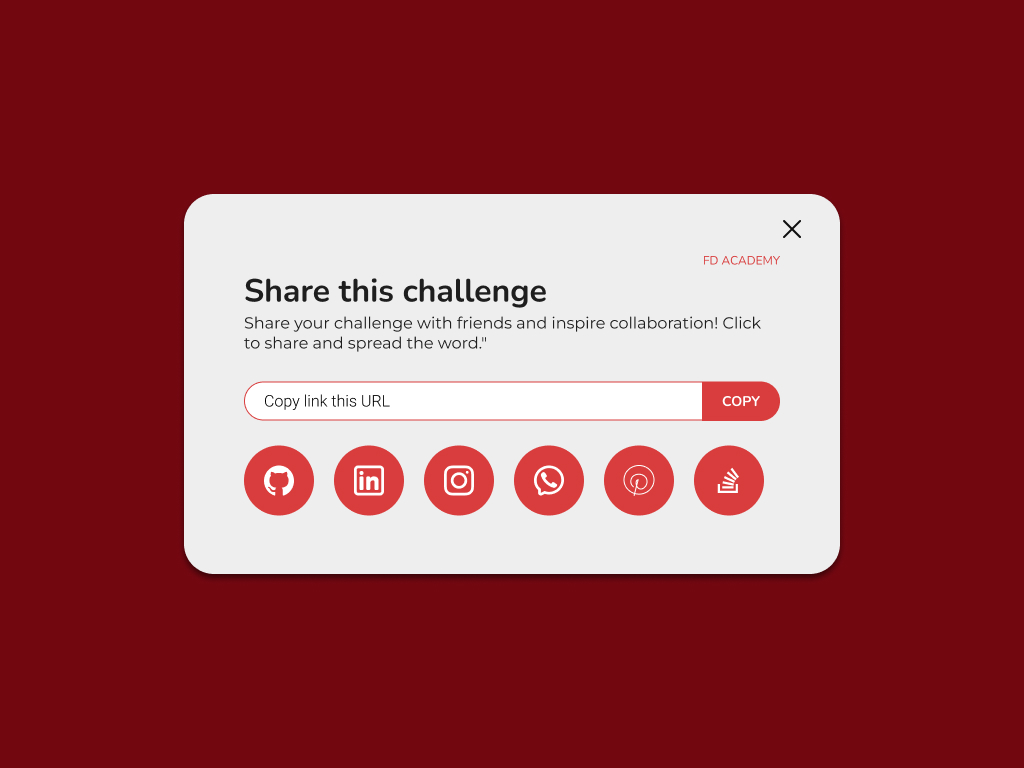 FD ACADEMY
Share this challenge
Share your challenge with friends and inspire collaboration! Click
to share and spread the word."
Copy link this URL
COPY